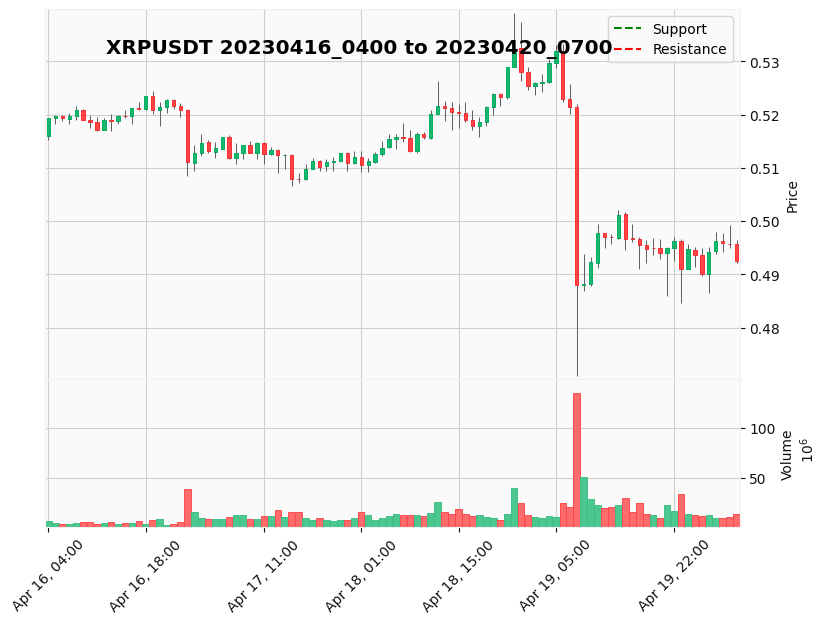 XRPUSDT 20230416_0400 to 20230420_0700
Support
Resistance
0.53
0.52
0.51
0.50
0.49
0.48
Price
100
50
Volume
10^6
Apr 16, 04:00
Apr 16, 18:00
Apr 17, 11:00
Apr 18, 01:00
Apr 18, 15:00
Apr 19, 05:00
Apr 19, 22:00